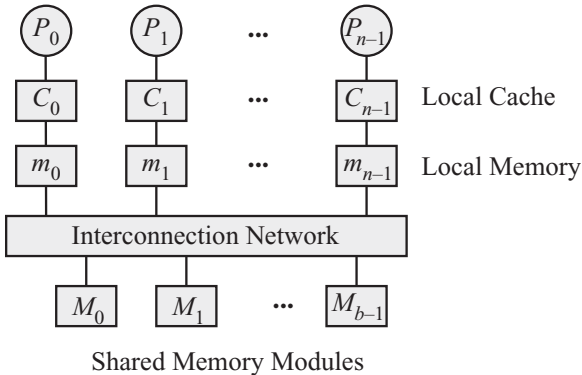 P₀ P₁ ... Pₙ₋₁
C₀ C₁ ... Cₙ₋₁ Local Cache
m₀ m₁ ... mₙ₋₁ Local Memory
Interconnection Network
M₀ M₁ ... M_b–1
Shared Memory Modules